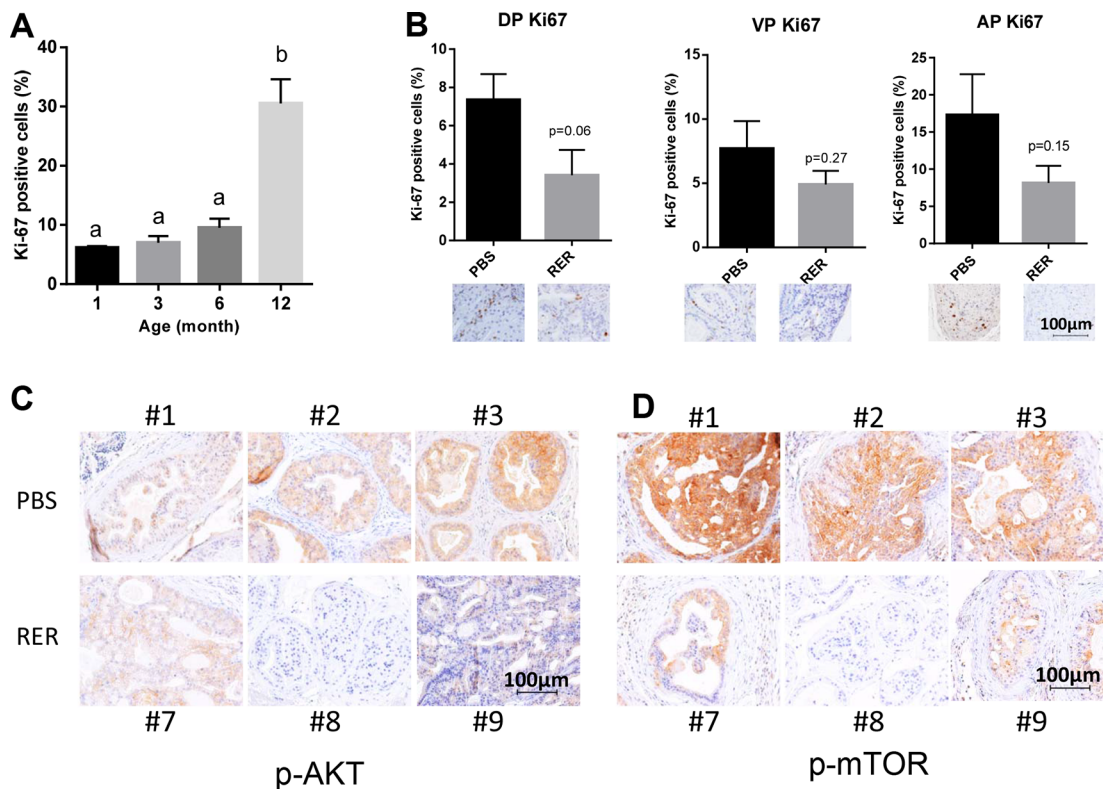 A
Ki-67 positive cells (%)
40
30
20
10
0
a
a
a
b
1 3 6 12
Age (month)
B
DP Ki67
Ki-67 positive cells (%)
10
8
6
4
2
0
p=0.06
PBS RER
VP Ki67
Ki-67 positive cells (%)
15
10
5
0
p=0.27
PBS RER
AP Ki67
Ki-67 positive cells (%)
25
20
15
10
5
0
p=0.15
PBS RER
100μm
C
#1 #2 #3
PBS
RER
100μm
#7 #8 #9
p-AKT
D
#1 #2 #3
100μm
#7 #8 #9
p-mTOR